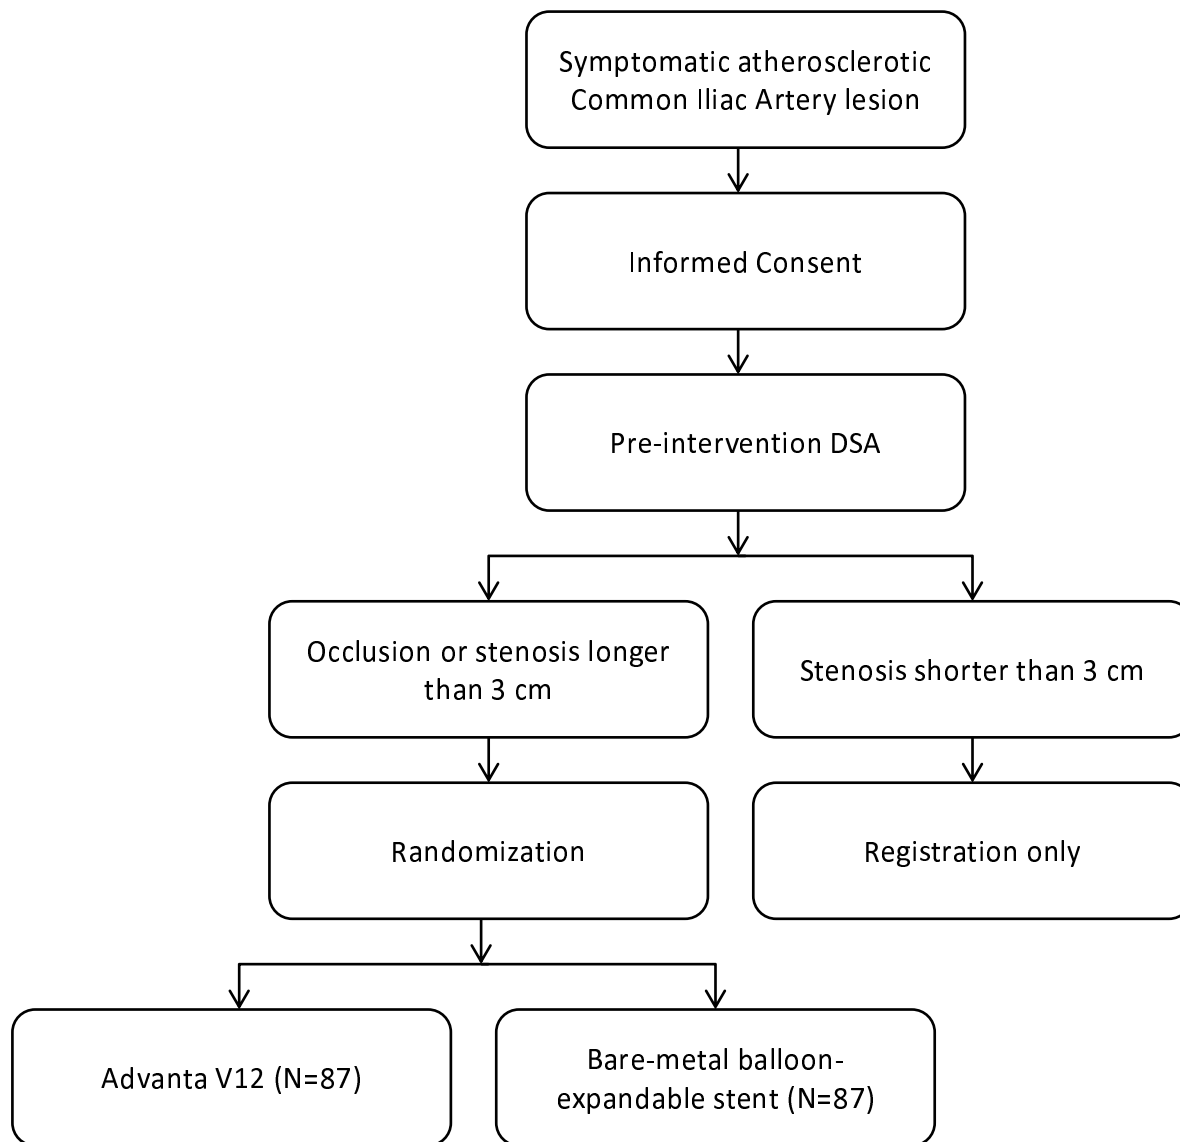 Symptomatic atherosclerotic
Common Iliac Artery lesion
Informed Consent
Pre-intervention DSA
Occlusion or stenosis longer
than 3 cm
Stenosis shorter than 3 cm
Randomization
Registration only
Advanta V12 (N=87)
Bare-metal balloon-
expandable stent (N=87)